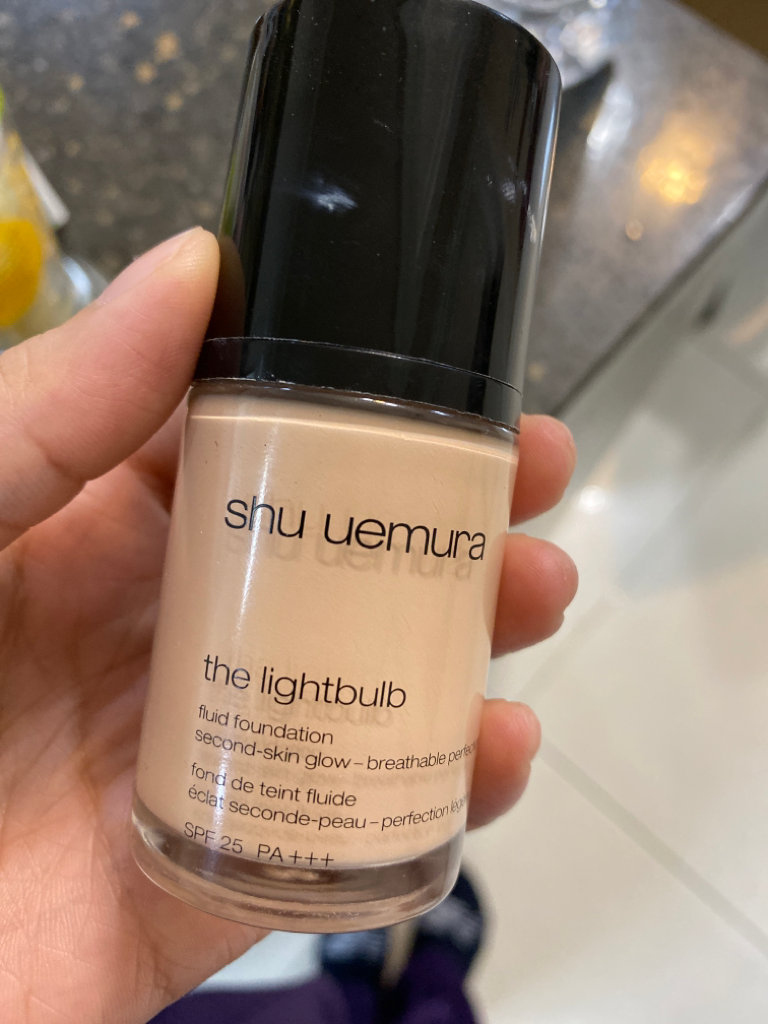 shu uemura
the lightbulb
fluid foundation
second-skin glow – breathable
fond de teint fluide
éclat seconde-peau – perfection
SPF 25 PA+++